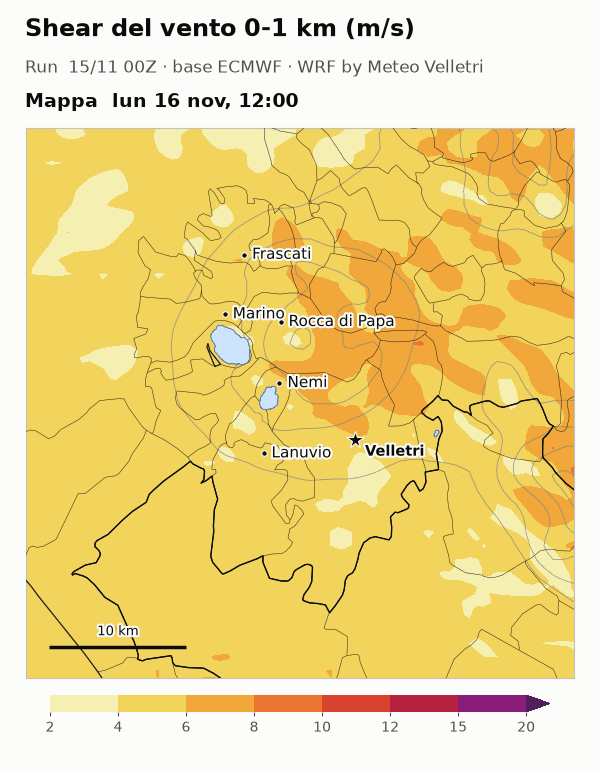 Shear del vento 0-1 km (m/s)
Run  15/11 00Z · base ECMWF · WRF by Meteo Velletri
Mappa  lun 16 nov, 12:00
Frascati
Marino
Rocca di Papa
Nemi
Velletri
Lanuvio
10 km
2 4 6 8 10 12 15 20